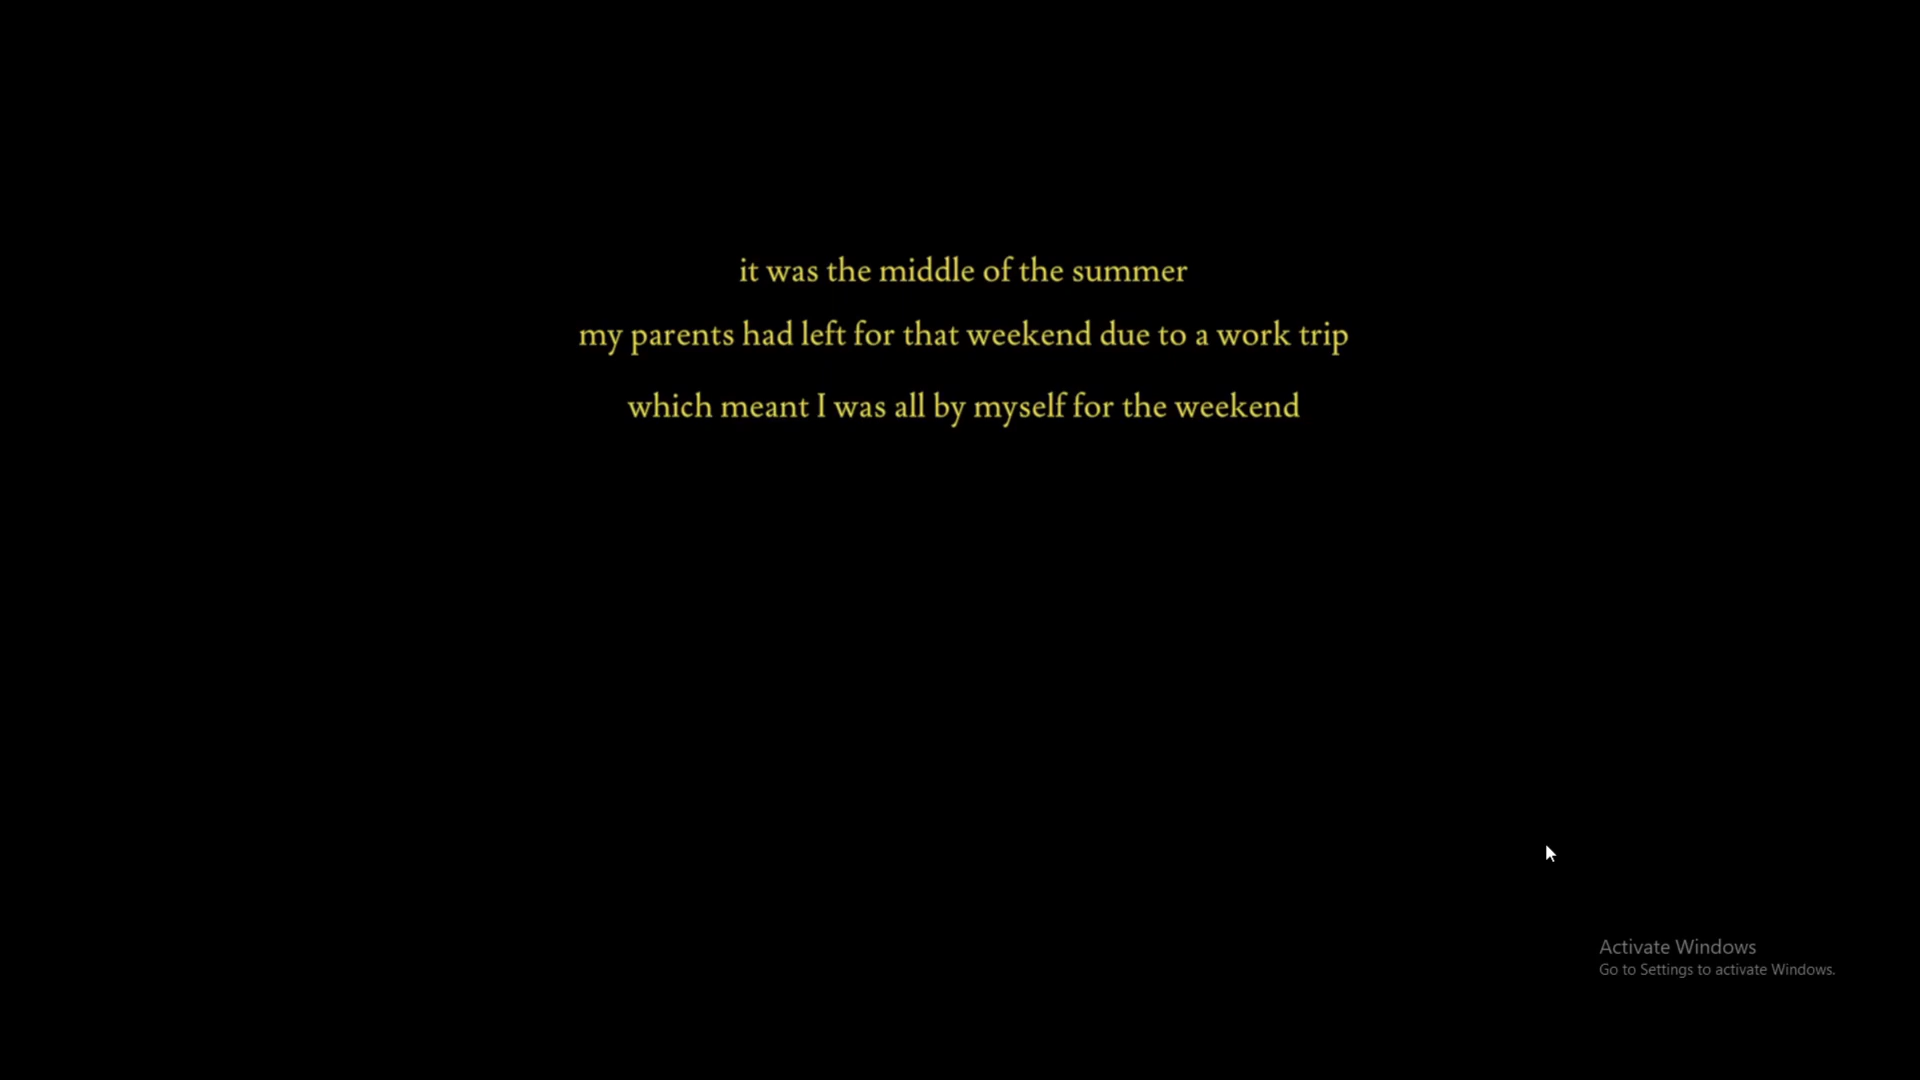 it was the middle of the summer
my parents had left for that weekend due to a work trip
which meant I was all by myself for the weekend
Activate Windows
Go to Settings to activate Windows.